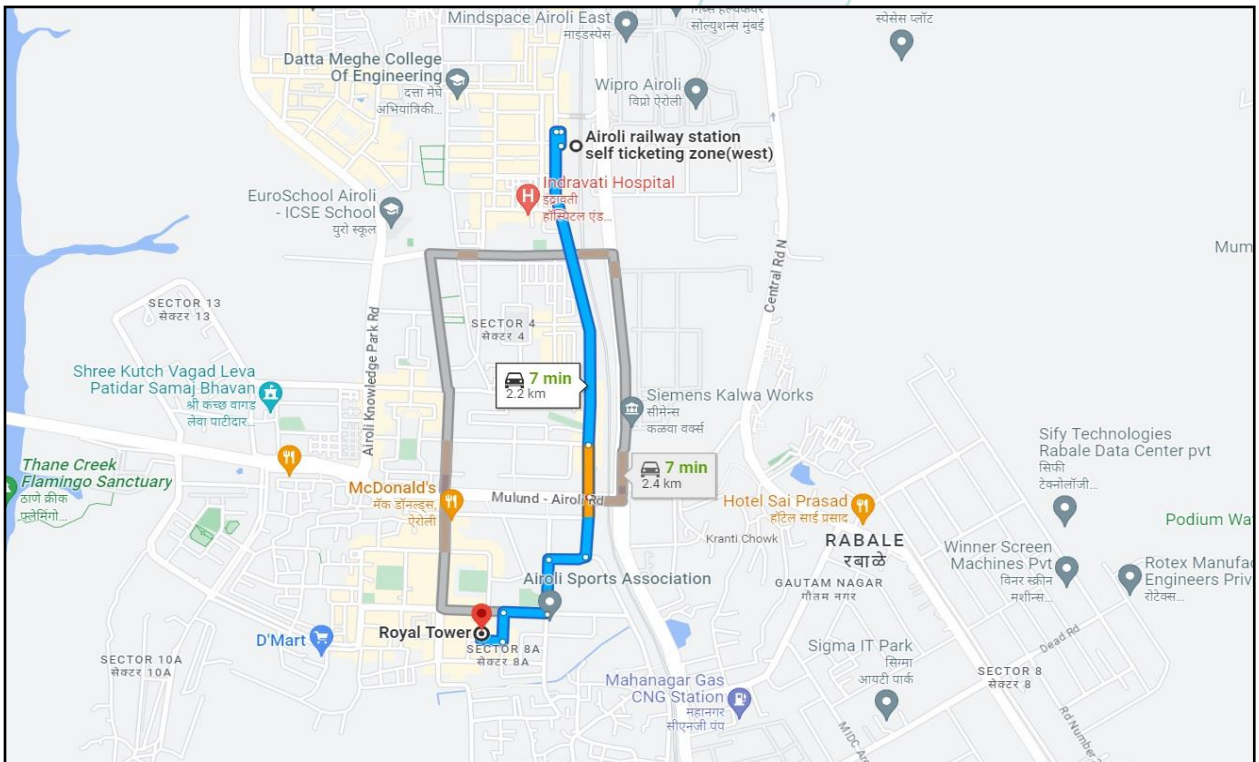 Mindspace Airoli East
माइंडस्पेस
सोल्युशन्स मुंबई
स्पेसेस प्लॉट
Datta Meghe College
Of Engineering
दत्ता मेघे
अभियांत्रिकी...
Wipro Airoli
विप्रो ऐरोली
Airoli railway station
self ticketing zone(west)
Indravati Hospital
इंद्रावती
हॉस्पिटल एंड...
H
EuroSchool Airoli
- ICSE School
युरो स्कूल
Central Rd N
Mum
SECTOR 13
सेक्टर 13
SECTOR 4
सेक्टर 4
Airoli Knowledge Park Rd
Shree Kutch Vagad Leva
Patidar Samaj Bhavan
श्री कच्छ वागड
लेवा पाटीदार...
7 min
2.2 km
Siemens Kalwa Works
सीमेन्स
कळवा वर्क्स
Thane Creek
Flamingo Sanctuary
ठाणे क्रीक
फ्लेमिंगो...
McDonald's
मॅक डॉनल्ड्स,
ऐरोली
Mulund - Airoli Rd
7 min
2.4 km
Sify Technologies
Rabale Data Center pvt
सिफी
टेक्नोलॉजी...
Hotel Sai Prasad
हॉटेल साई प्रसाद
Podium Wa
Kranti Chowk
RABALE
रबाळे
Winner Screen
Machines Pvt
विनर स्क्रीन
मशीन्स...
Rotex Manufa
Engineers Priv
रोटेक्स...
GAUTAM NAGAR
गौतम नगर
Airoli Sports Association
Royal Tower
D'Mart
SECTOR 8A
सेक्टर 8A
SECTOR 10A
सेक्टर 10A
Sigma IT Park
सिग्मा
आयटी पार्क
Dead Rd
SECTOR 8
सेक्टर 8
Mahanagar Gas
CNG Station
महानगर
सीएनजी पंप
MIDC
Rd Number